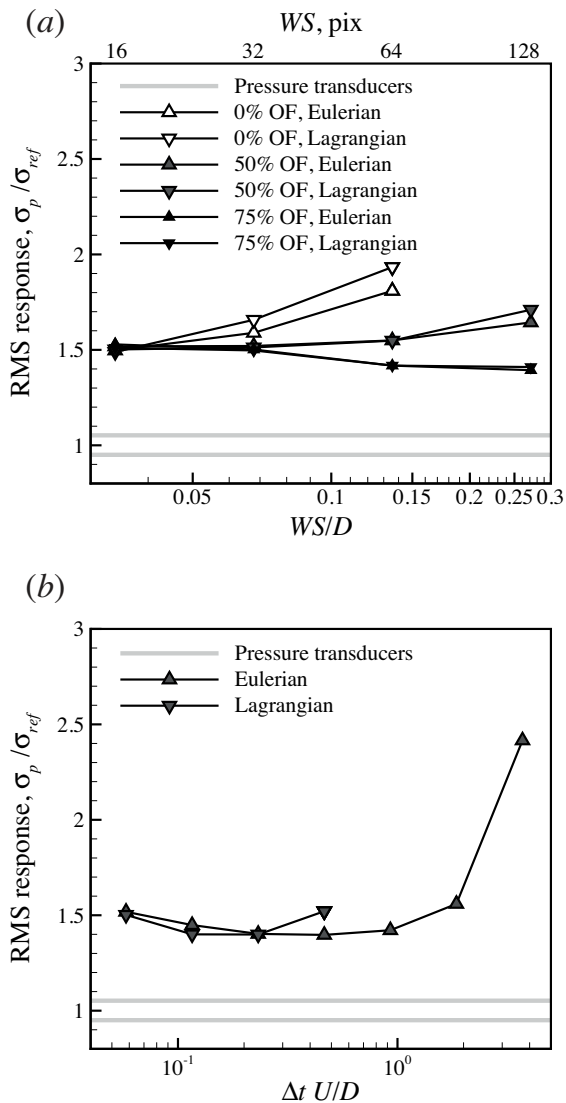 (a)
WS, pix
16 32 64 128
3
2.5
2
1.5
1
RMS response, σp /σref
Pressure transducers
0% OF, Eulerian
0% OF, Lagrangian
50% OF, Eulerian
50% OF, Lagrangian
75% OF, Eulerian
75% OF, Lagrangian
0.05 0.1 0.15 0.2 0.25 0.3
WS/D
(b)
3
2.5
2
1.5
1
RMS response, σp /σref
Pressure transducers
Eulerian
Lagrangian
10-1 100
Δt U/D